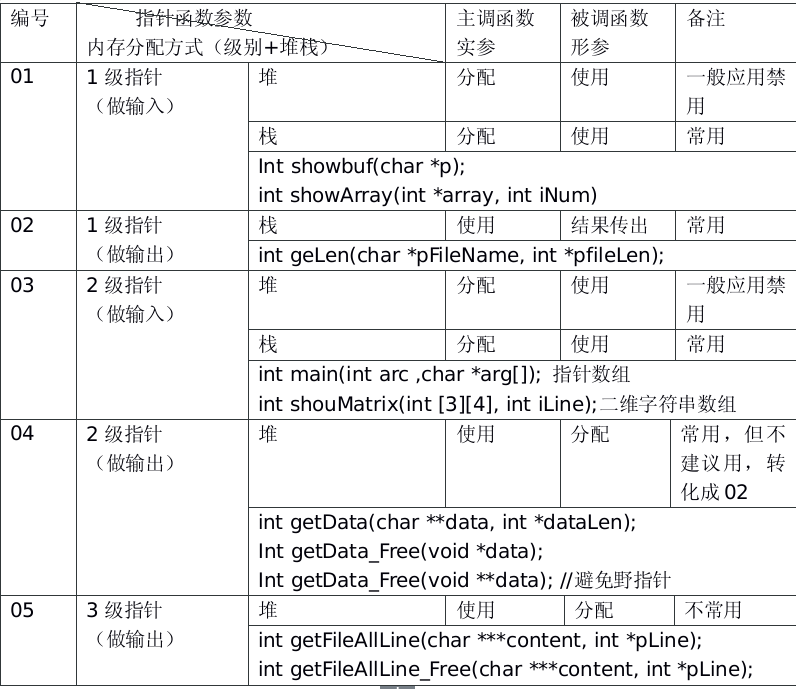 编号 指针函数参数 主调函数 被调函数 备注
内存分配方式（级别+堆栈） 实参 形参
01 1 级指针 堆 分配 使用 一般应用禁
（做输入） 用
栈 分配 使用 常用
Int showbuf(char *p);
int showArray(int *array, int iNum)
02 1 级指针 栈 使用 结果传出 常用
（做输出） int geLen(char *pFileName, int *pfileLen);
03 2 级指针 堆 分配 使用 一般应用禁
（做输入） 用
栈 分配 使用 常用
int main(int arc ,char *arg[]); 指针数组
int shouMatrix(int [3][4], int iLine);二维字符串数组
04 2 级指针 堆 使用 分配 常用，但不
（做输出） 建议用，转
化成 02
int getData(char **data, int *dataLen);
Int getData_Free(void *data);
Int getData_Free(void **data); //避免野指针
05 3 级指针 堆 使用 分配 不常用
（做输出） int getFileAllLine(char ***content, int *pLine);
int getFileAllLine_Free(char ***content, int *pLine);